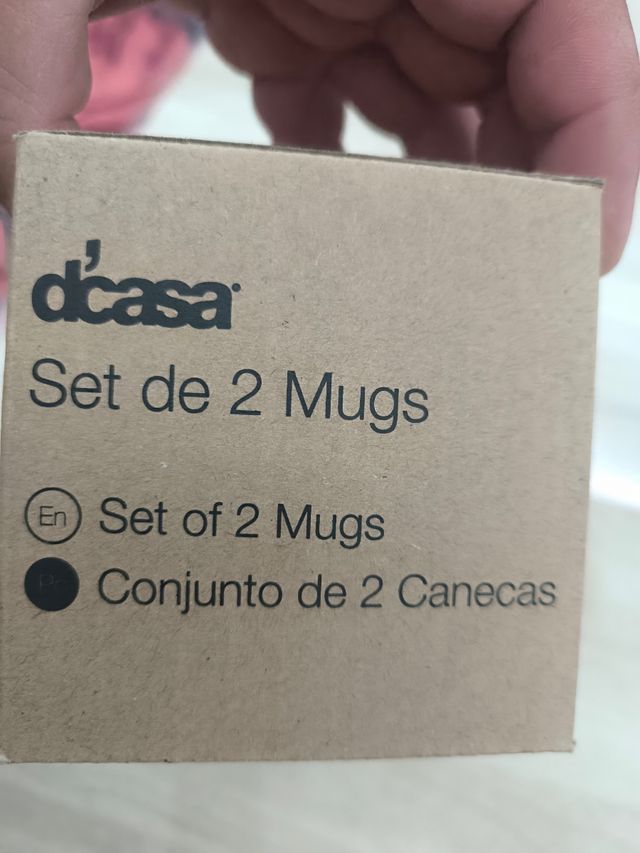 d'casa
Set de 2 Mugs
En Set of 2 Mugs
Conjunto de 2 Canecas